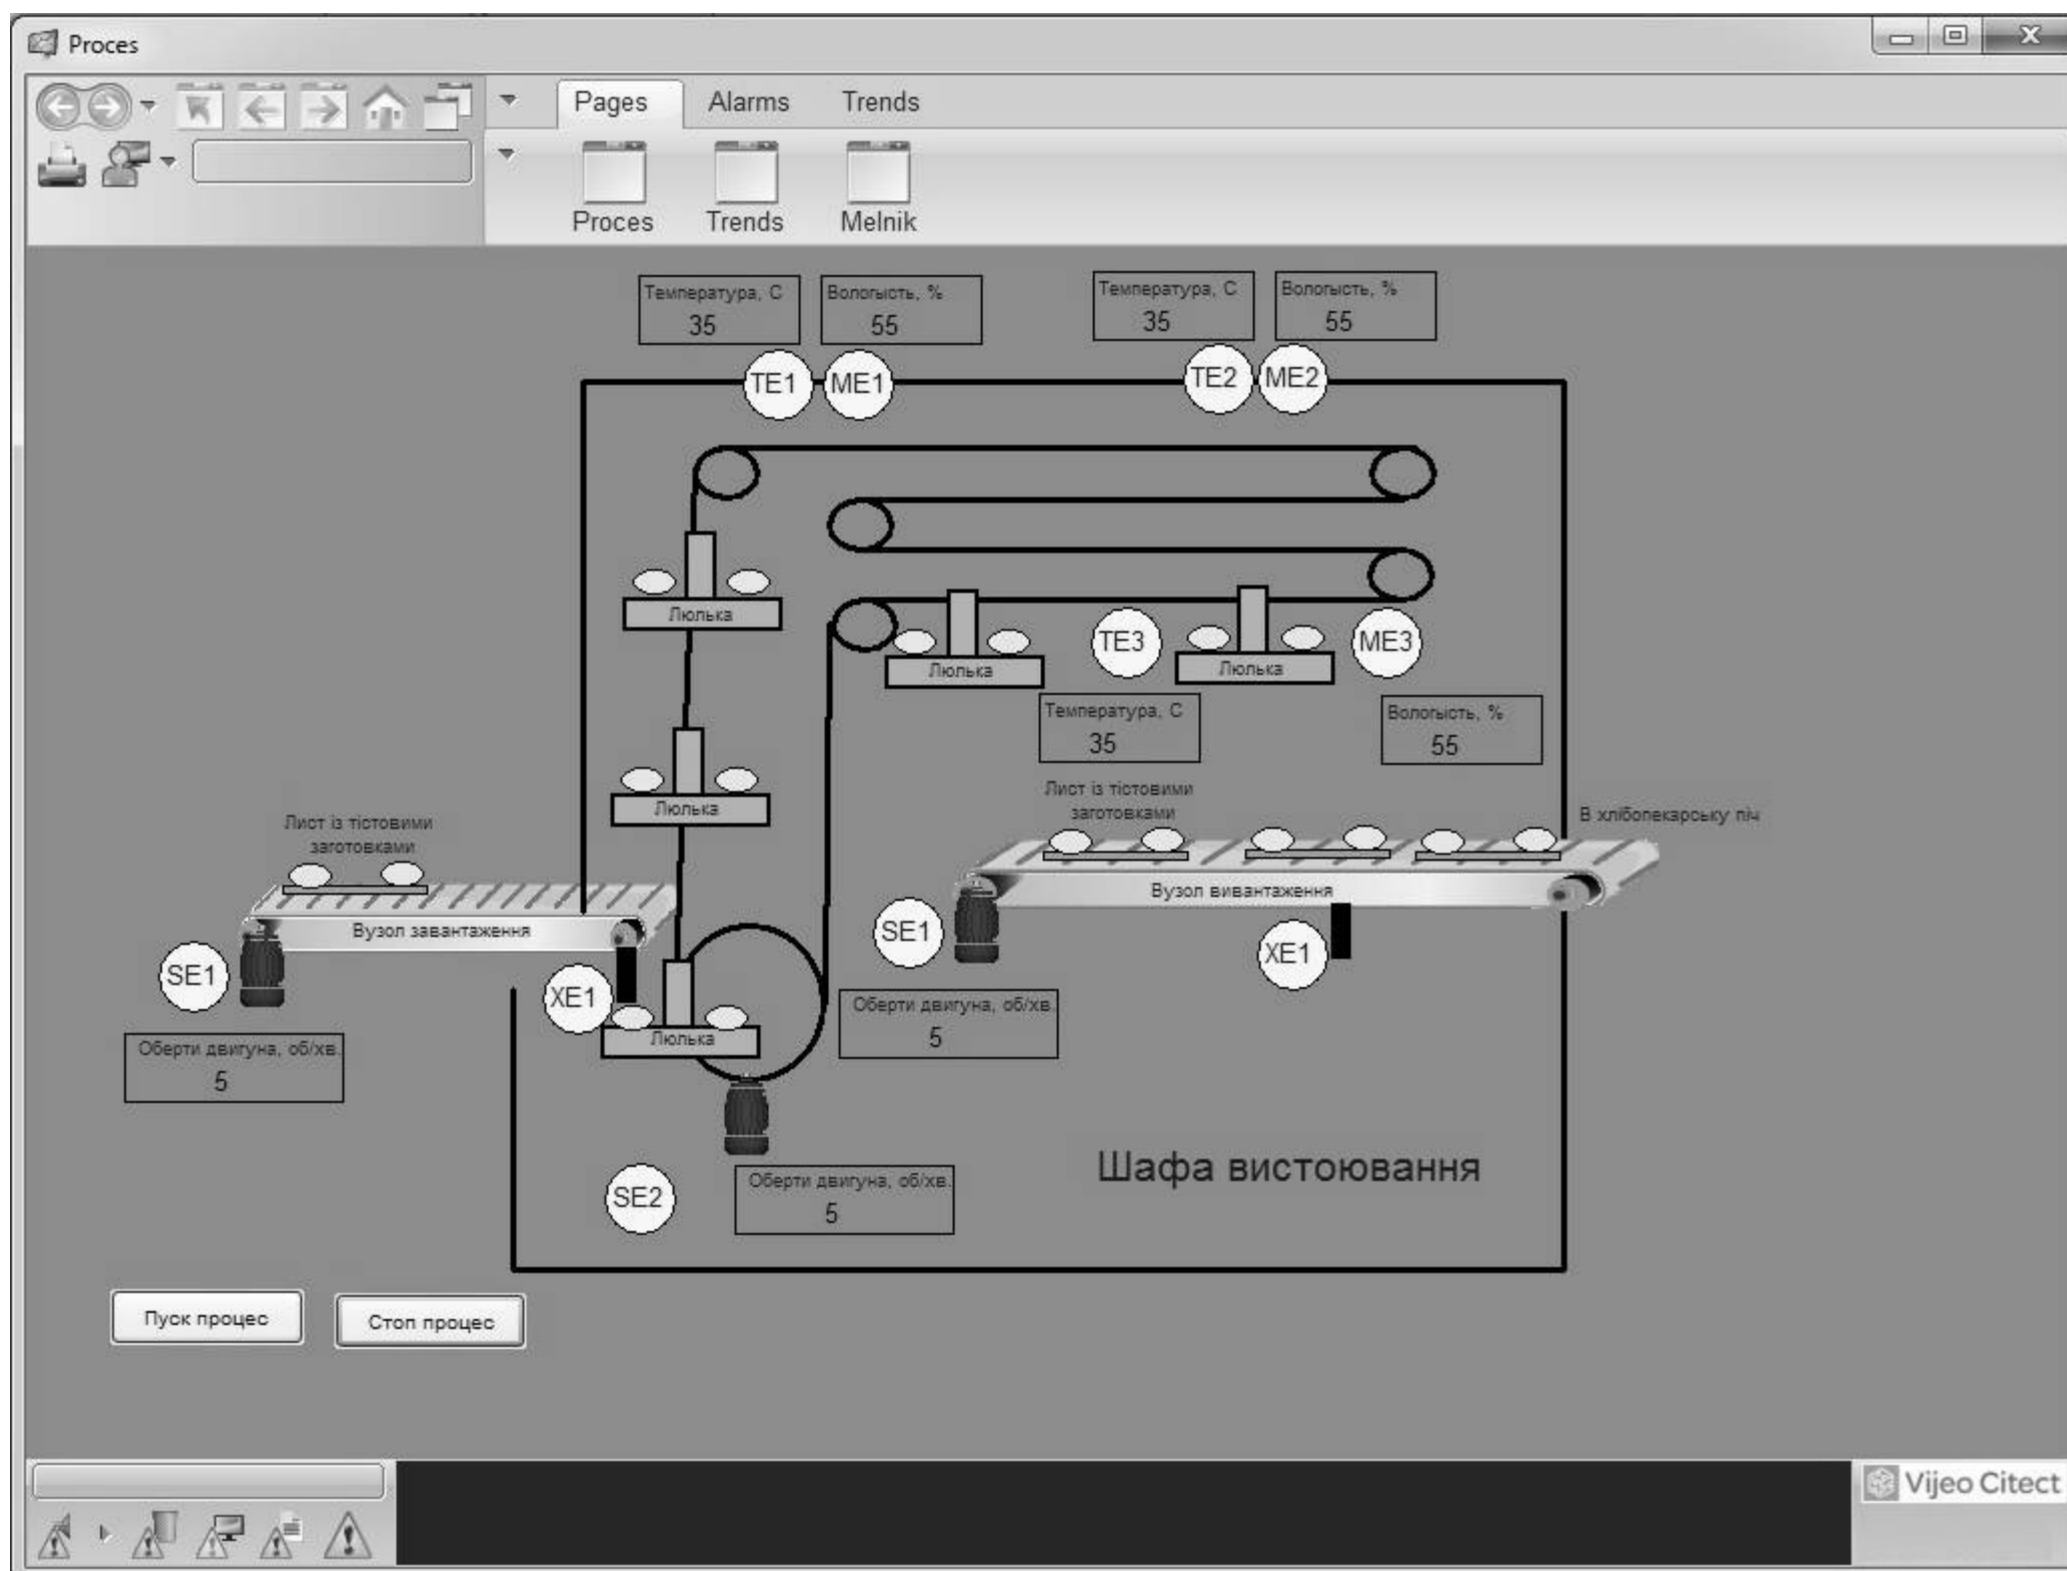 Proces
Pages Alarms Trends
Proces Trends Melnik
Температура, С
35
Вологысть, %
55
Температура, С
35
Вологысть, %
55
TE1
ME1
TE2
ME2
Люлька
TE3
ME3
Люлька
Люлька
Температура, С
35
Вологысть, %
55
Люлька
Лист із тістовими
заготовками
В хлібопекарську піч
Лист із тістовими
заготовками
Вузол вивантаження
Вузол завантаження
SE1
XE1
SE1
XE1
Люлька
Оберти двигуна, об/хв.
5
Оберти двигуна, об/хв.
5
Шафа вистоювання
SE2
Оберти двигуна, об/хв.
5
Пуск процес
Стоп процес
Vijeo Citect